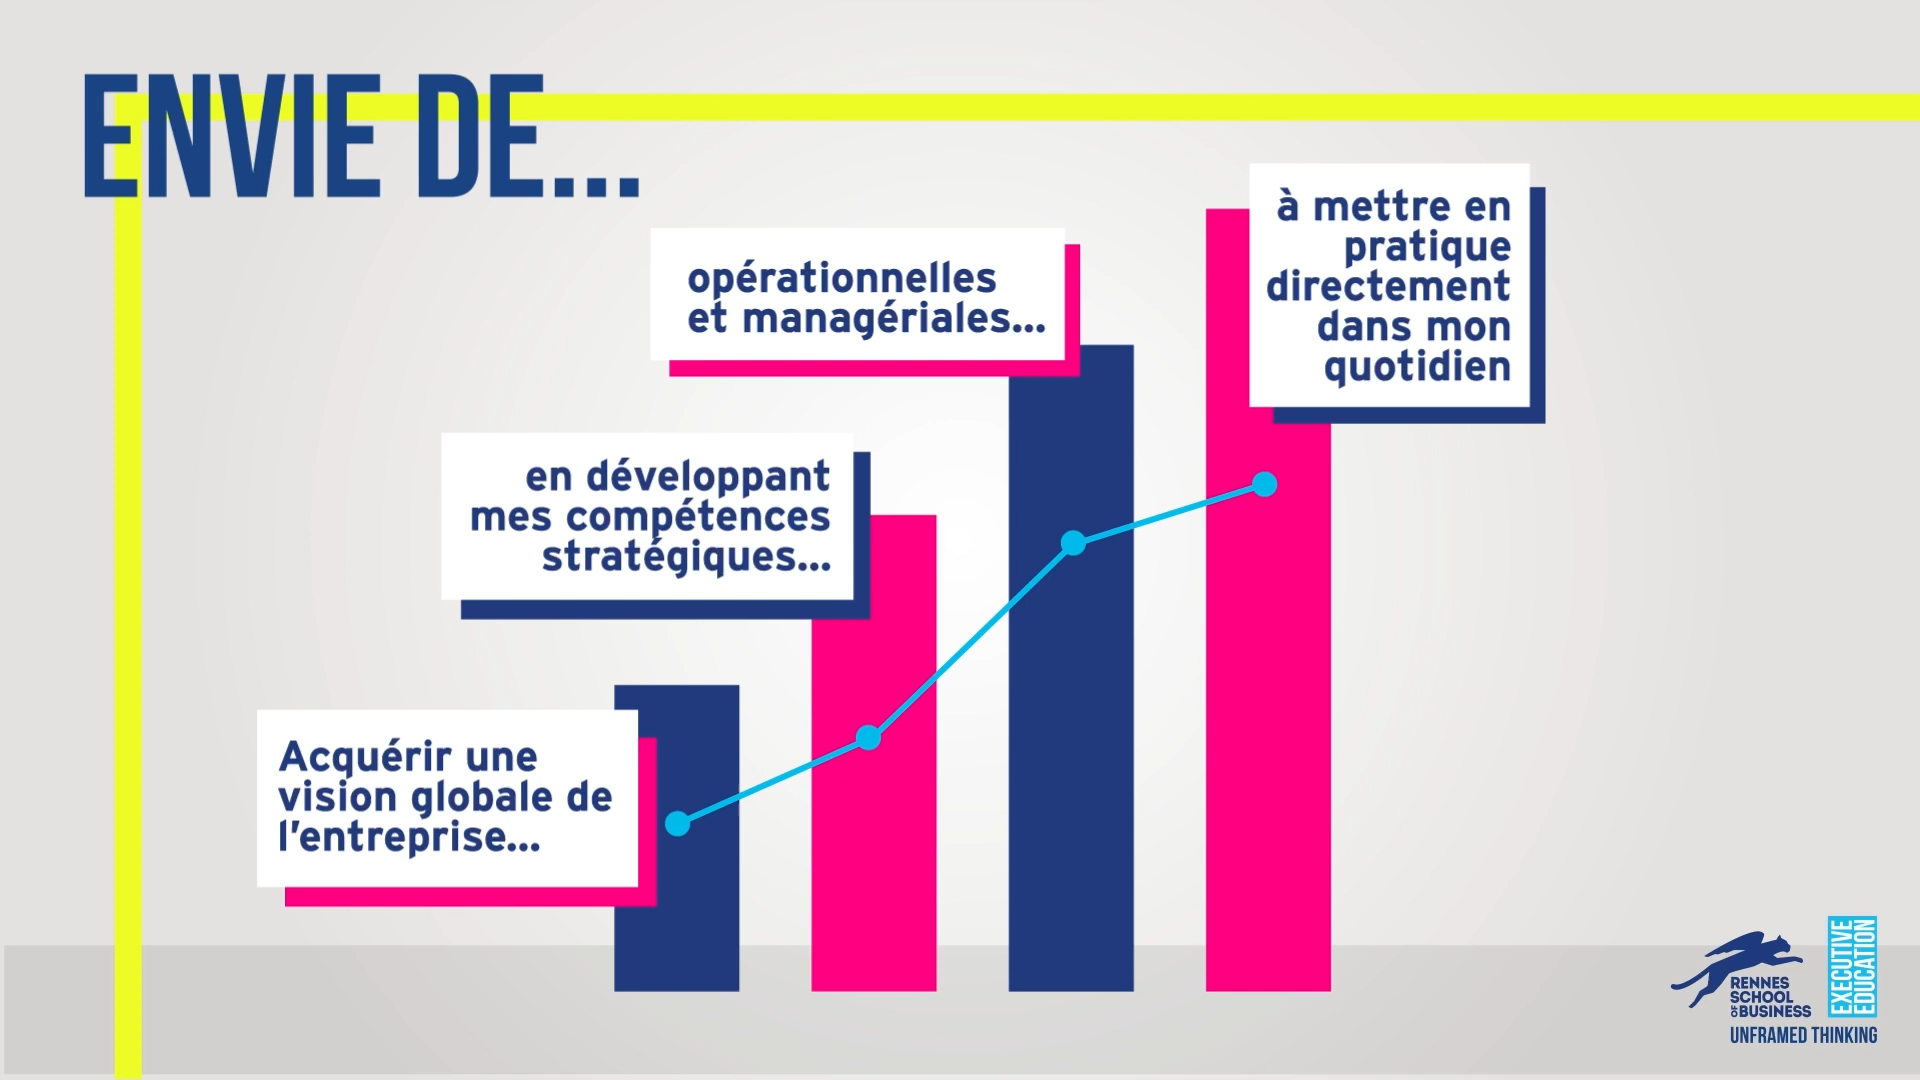 ENVIE DE...
Acquérir une
vision globale de
l'entreprise...
en développant
mes compétences
stratégiques...
opérationnelles
et managériales...
à mettre en
pratique
directement
dans mon
quotidien
RENNES
SCHOOL
OF BUSINESS
EXECUTIVE
EDUCATION
UNFRAMED THINKING